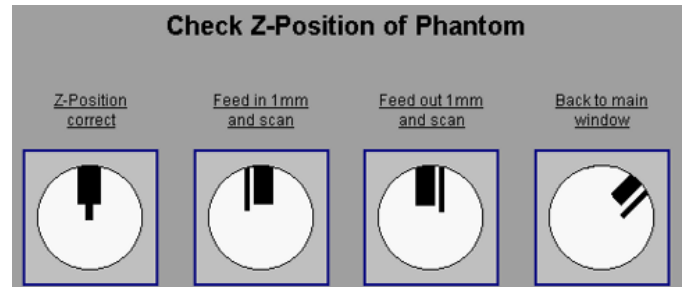 Check Z-Position of Phantom
Z-Position
correct
Feed in 1mm
and scan
Feed out 1mm
and scan
Back to main
window